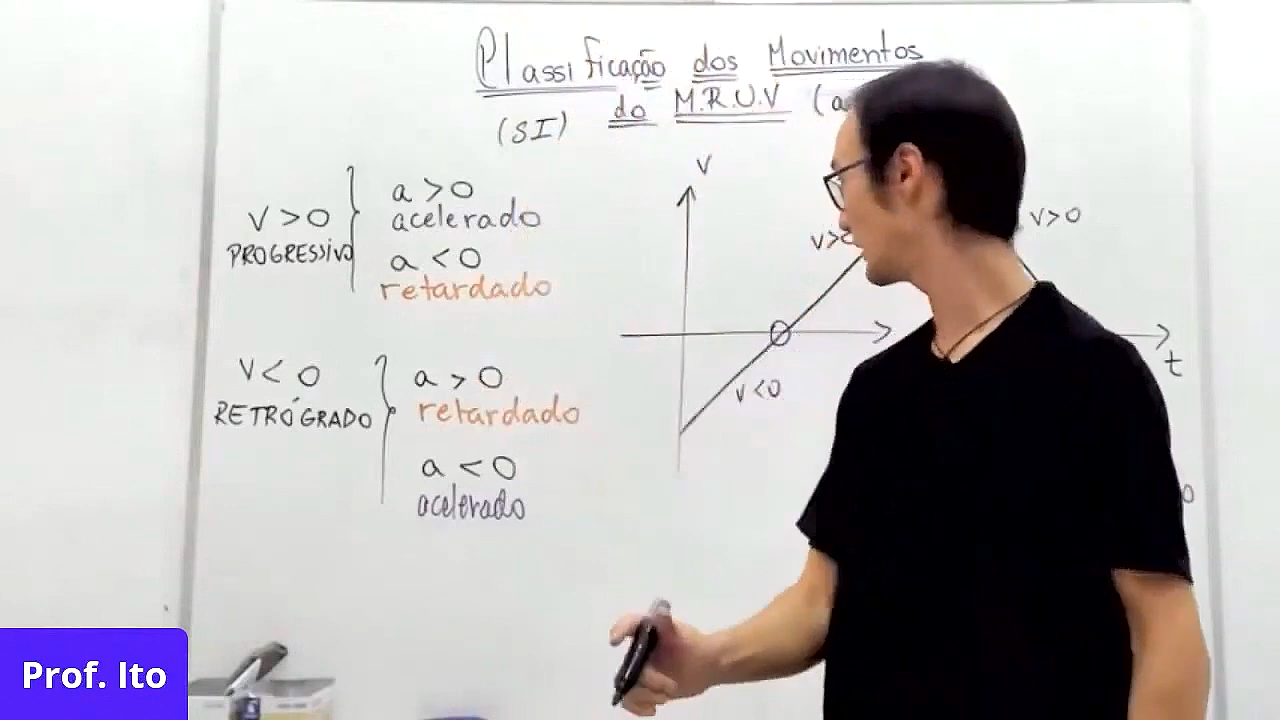 Classificação dos Movimentos
(SI) do M.R.U.V (a
V > 0
PROGRESSIVO
a > 0
acelerado
a < 0
retardado
V < 0
RETRÓGRADO
a > 0
retardado
a < 0
acelerado
V
V>0
V<0
V>0
t
Prof. Ito